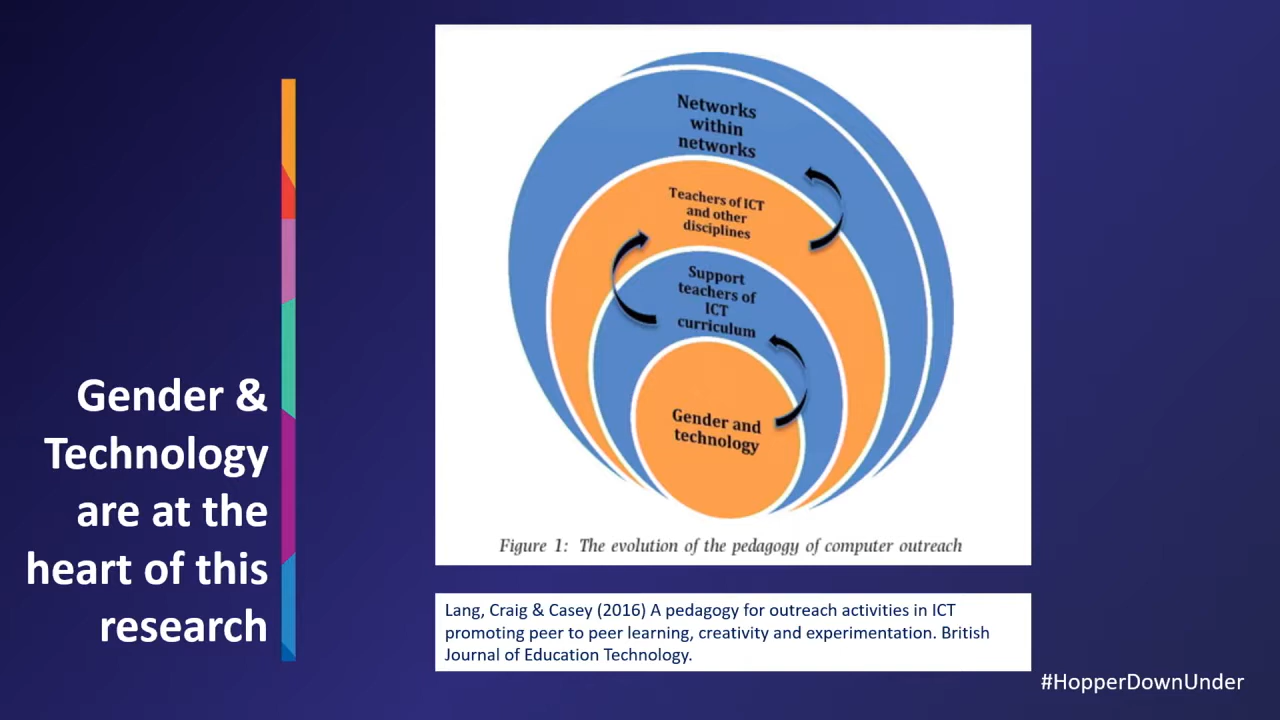 Gender &
Technology
are at the
heart of this
research
Networks
within
networks
Teachers of ICT
and other
disciplines
Support
teachers of
ICT
curriculum
Gender and
technology
Figure 1: The evolution of the pedagogy of computer outreach
Lang, Craig & Casey (2016) A pedagogy for outreach activities in ICT
promoting peer to peer learning, creativity and experimentation. British
Journal of Education Technology.
#HopperDownUnder